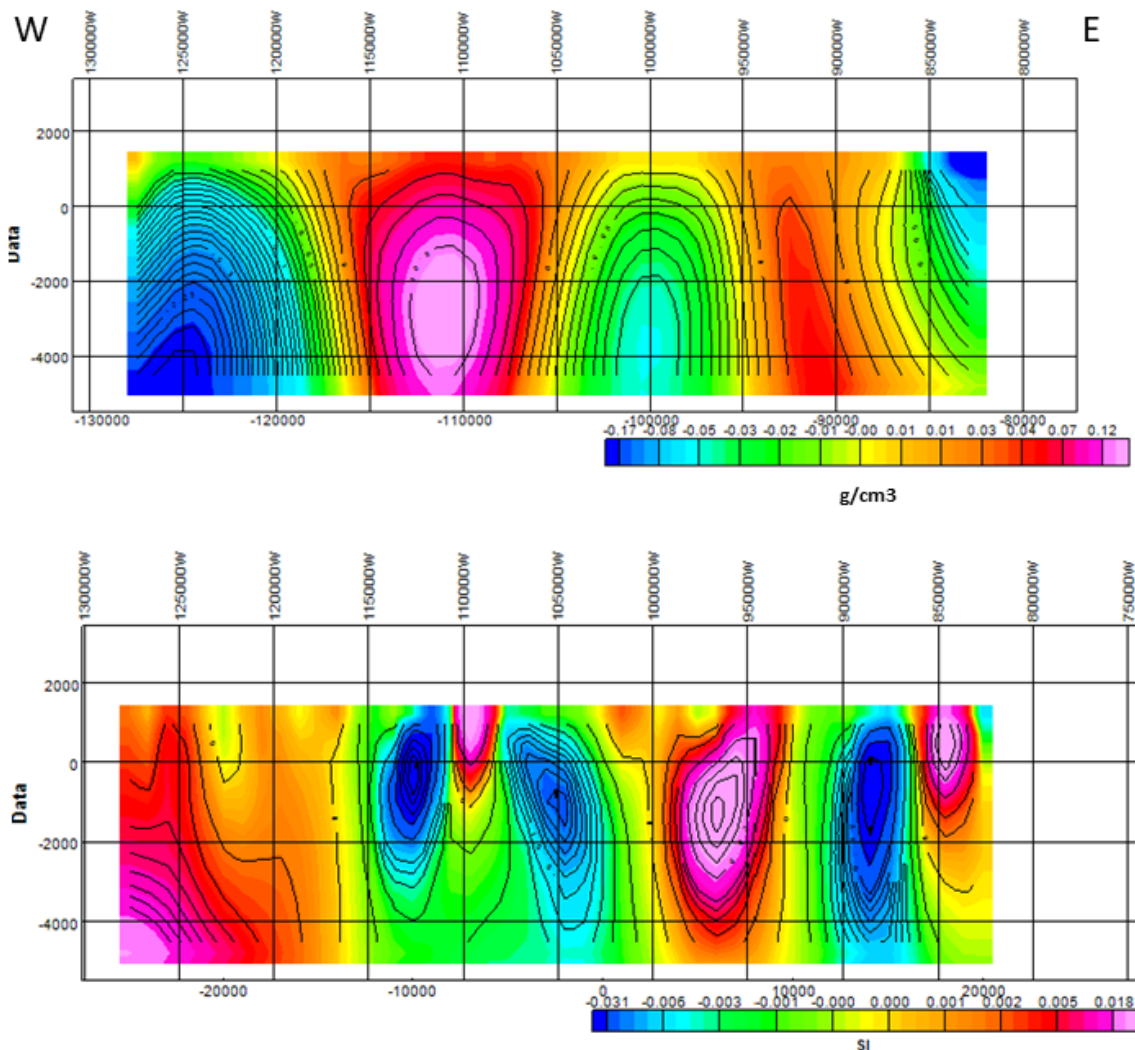 W
E
130000W 125000W 120000W 115000W 110000W 105000W 100000W 95000W 90000W 85000W 80000W
2000
0
-2000
-4000
Data
-130000 -120000 -110000 -100000 -90000 -80000
-0.17 -0.08 -0.05 -0.03 -0.02 -0.01 -0.00 0.01 0.01 0.03 0.04 0.07 0.12
g/cm3
130000W 125000W 120000W 115000W 110000W 105000W 100000W 95000W 90000W 85000W 80000W 75000W
2000
0
-2000
-4000
Data
-20000 -10000 0 10000 20000
-0.031 -0.006 -0.003 -0.001 -0.000 0.000 0.001 0.002 0.005 0.018
SI